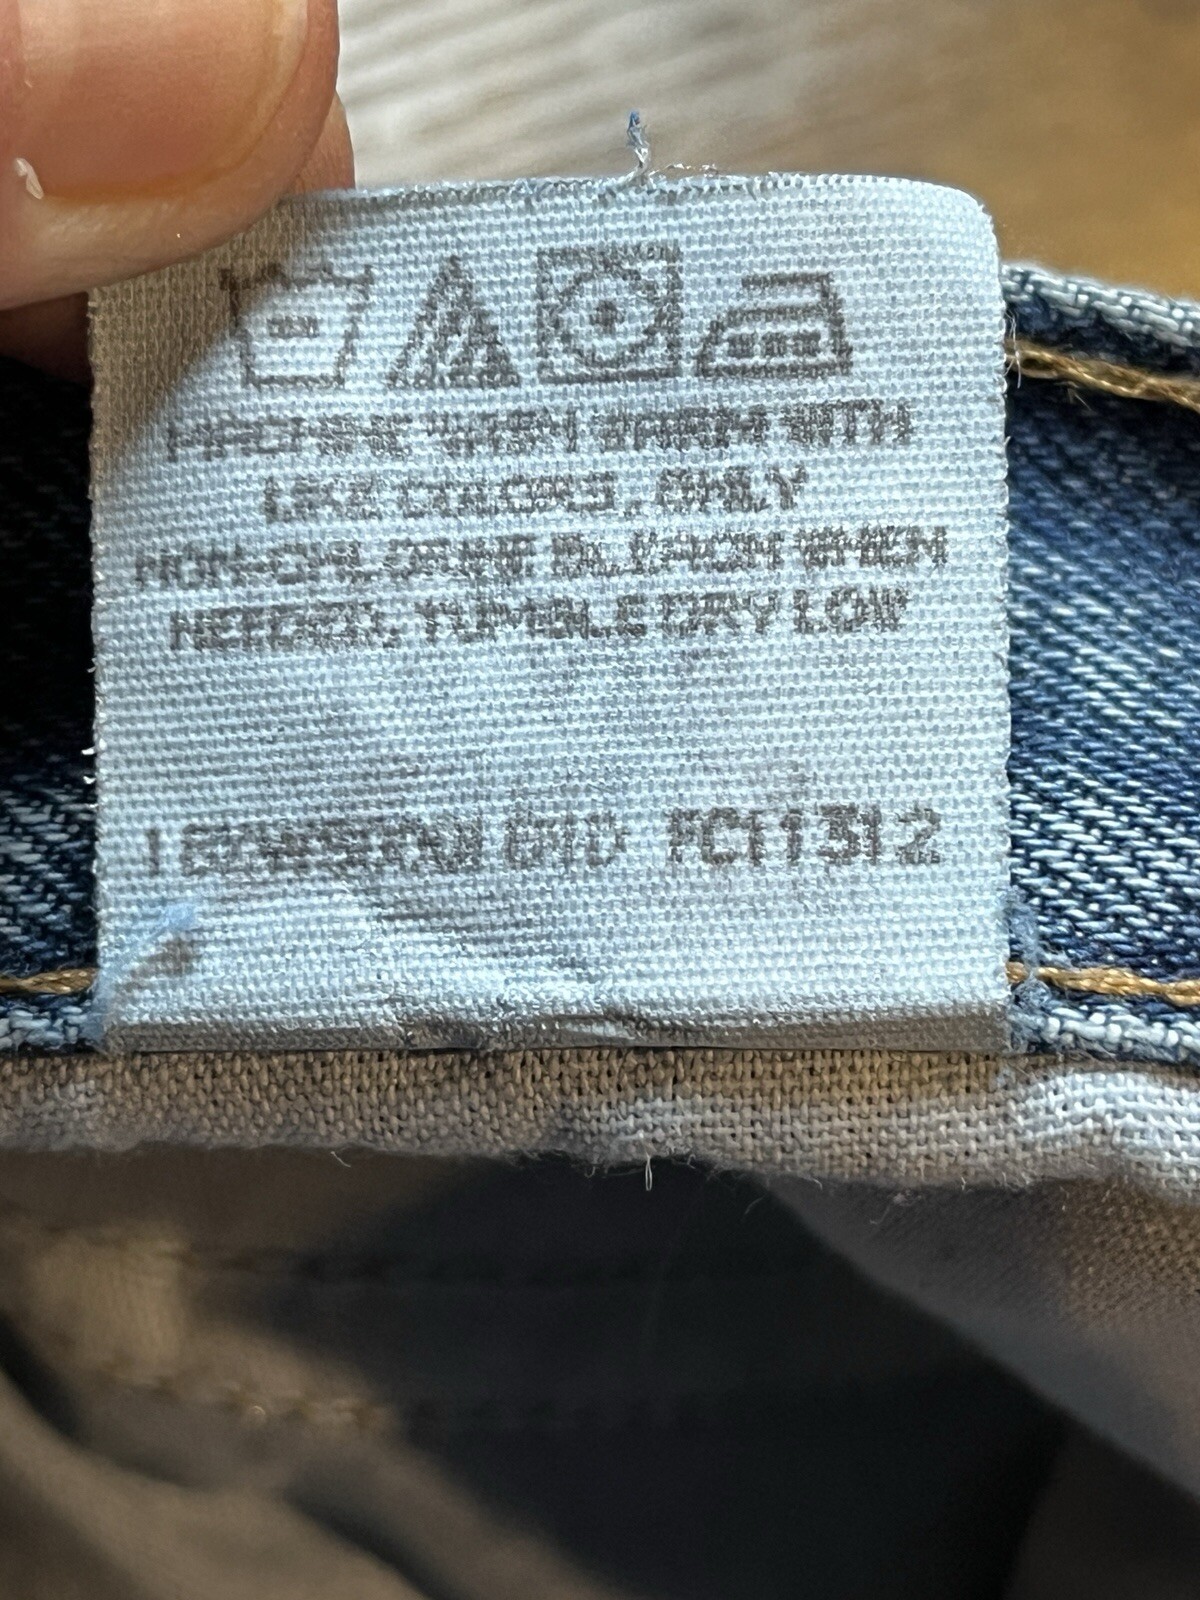 MACHINE WASH WARM WITH
LIKE COLORS, ONLY
NON-CHLORINE BLEACH WHEN
NEEDED, TUMBLE DRY LOW
FC11312